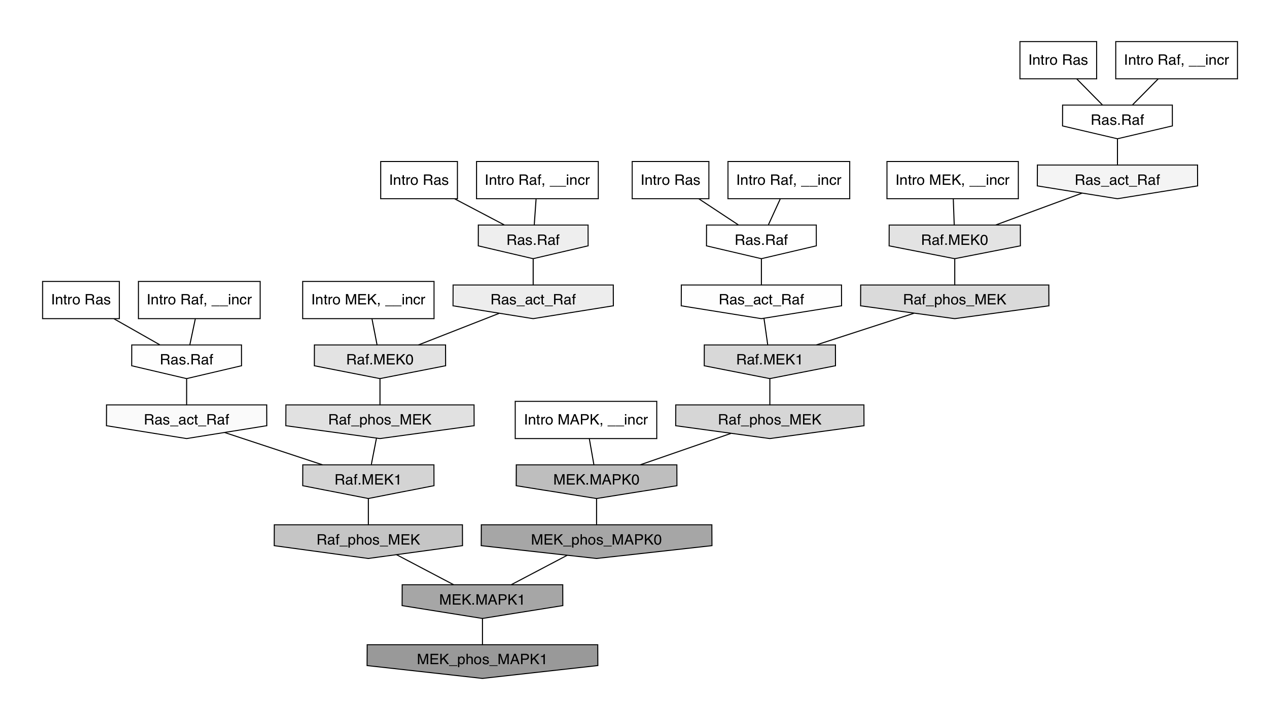 Intro Ras
Intro Raf, __incr
Ras.Raf
Intro Ras
Intro Raf, __incr
Intro Ras
Intro Raf, __incr
Intro MEK, __incr
Ras_act_Raf
Ras.Raf
Ras.Raf
Raf.MEK0
Intro Ras
Intro Raf, __incr
Intro MEK, __incr
Ras_act_Raf
Ras_act_Raf
Raf_phos_MEK
Ras.Raf
Raf.MEK0
Raf.MEK1
Ras_act_Raf
Raf_phos_MEK
Intro MAPK, __incr
Raf_phos_MEK
Raf.MEK1
MEK.MAPK0
Raf_phos_MEK
MEK_phos_MAPK0
MEK.MAPK1
MEK_phos_MAPK1